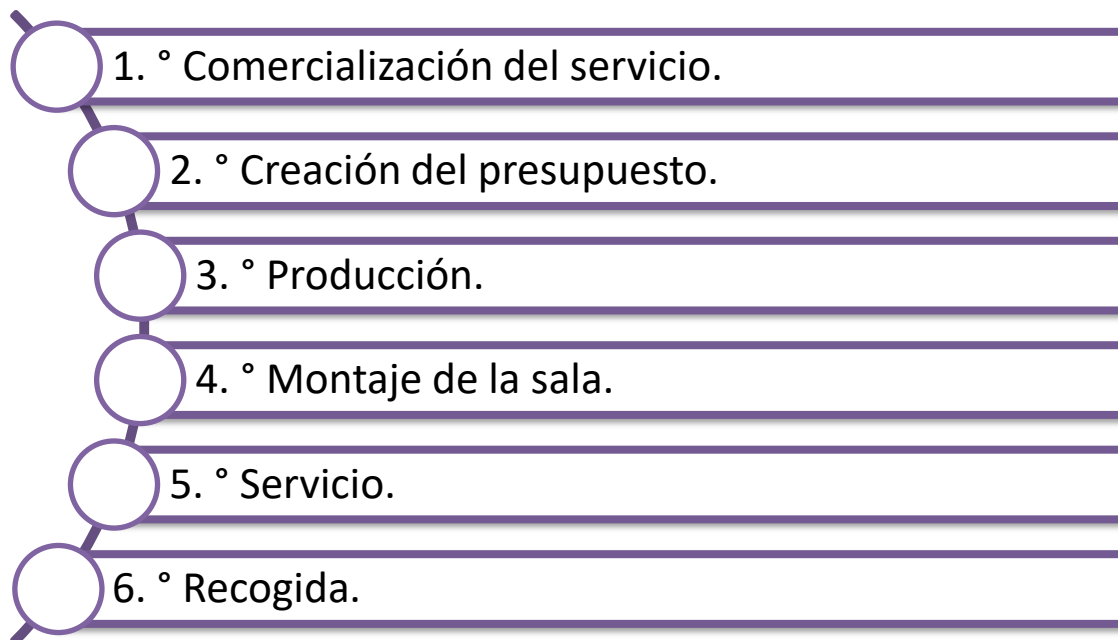 1. ° Comercialización del servicio.
2. ° Creación del presupuesto.
3. ° Producción.
4. ° Montaje de la sala.
5. ° Servicio.
6. ° Recogida.